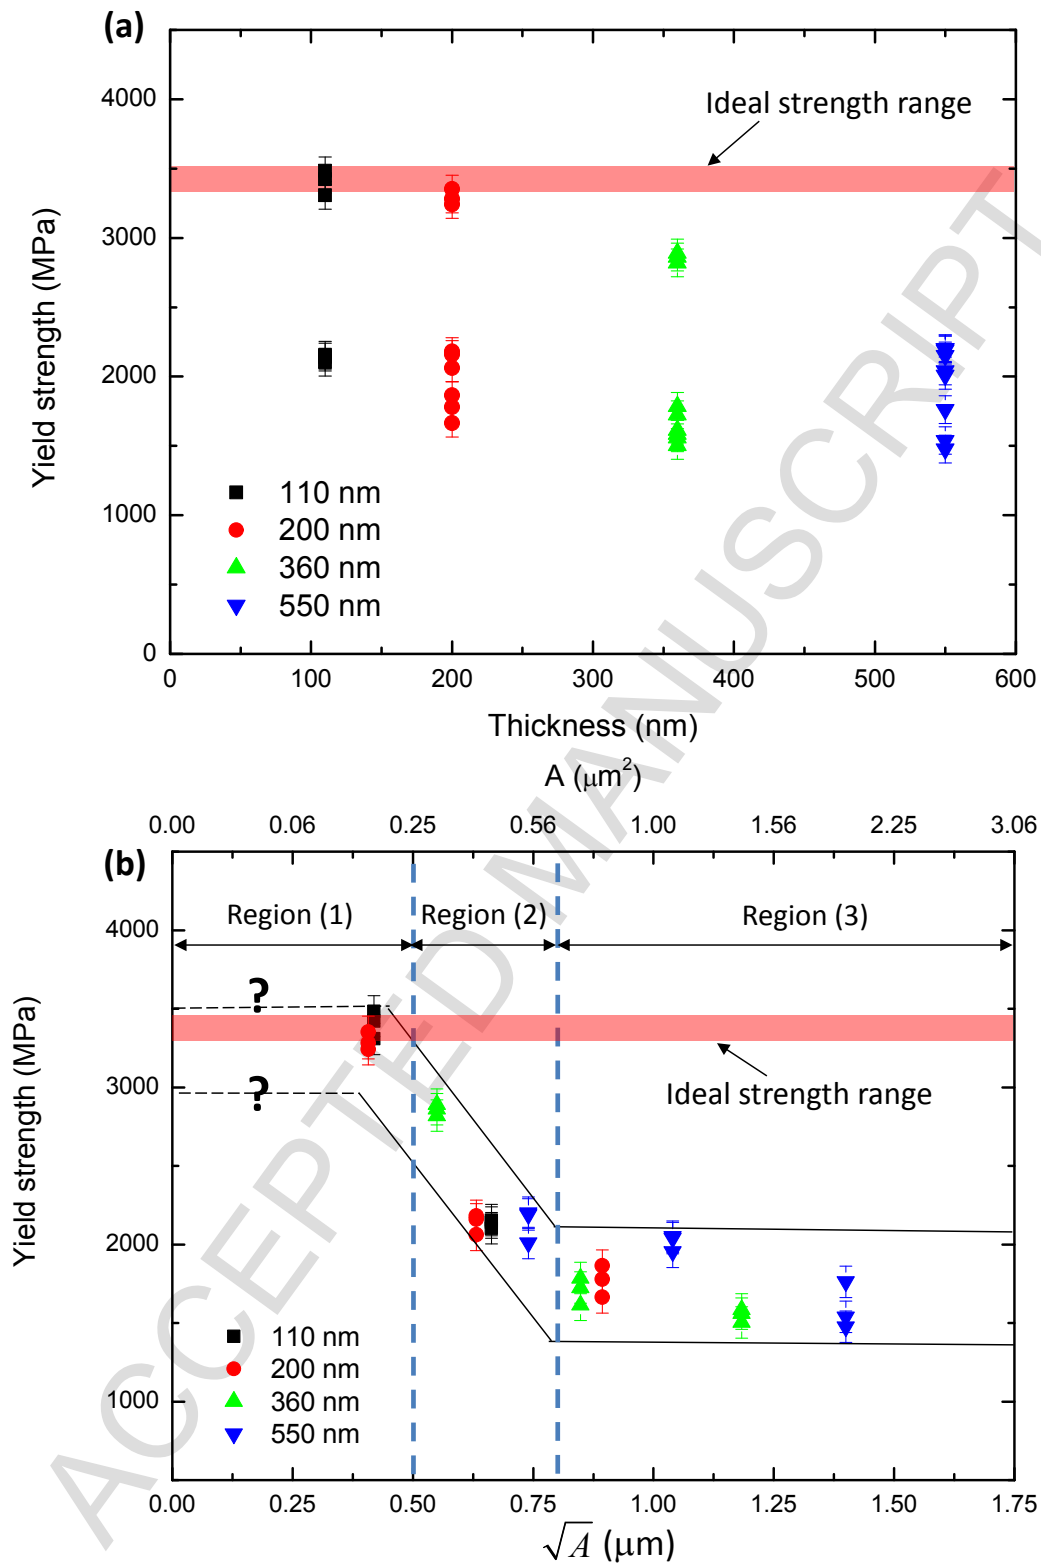 (a)
Ideal strength range
4000
3000
2000
1000
0
Yield strength (MPa)
110 nm
200 nm
360 nm
550 nm
0 100 200 300 400 500 600
Thickness (nm)
A (μm²)
0.00 0.06 0.25 0.56 1.00 1.56 2.25 3.06
(b)
Region (1) Region (2) Region (3)
4000
3000
2000
1000
Yield strength (MPa)
?
?
Ideal strength range
110 nm
200 nm
360 nm
550 nm
0.00 0.25 0.50 0.75 1.00 1.25 1.50 1.75
√A (μm)
ACCEPTED MANUSCRIPT